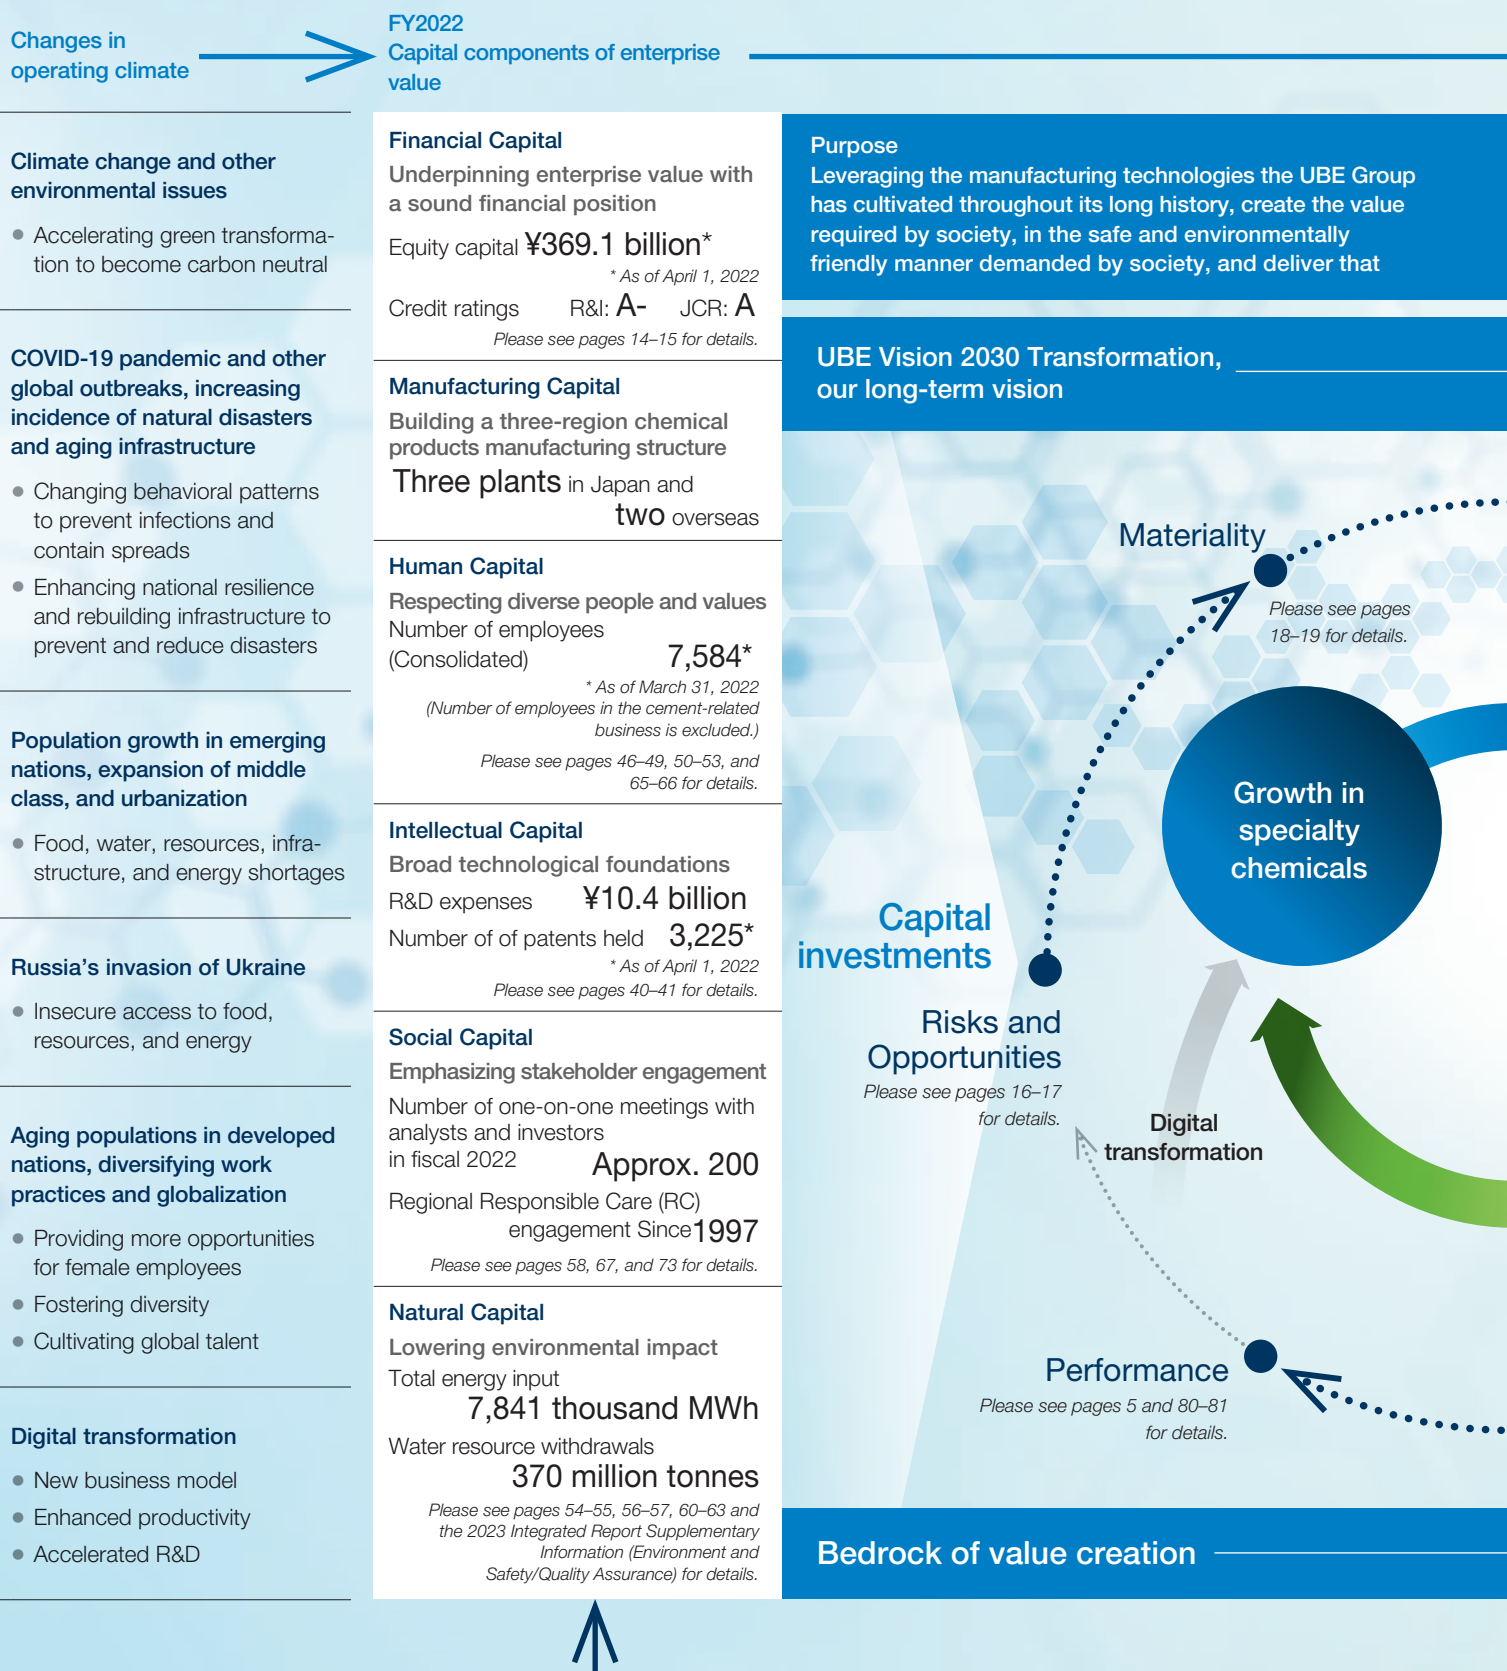 Changes in
operating climate
FY2022
Capital components of enterprise
value
Climate change and other
environmental issues
• Accelerating green transforma-
tion to become carbon neutral
COVID-19 pandemic and other
global outbreaks, increasing
incidence of natural disasters
and aging infrastructure
• Changing behavioral patterns
to prevent infections and
contain spreads
• Enhancing national resilience
and rebuilding infrastructure to
prevent and reduce disasters
Population growth in emerging
nations, expansion of middle
class, and urbanization
• Food, water, resources, infra-
structure, and energy shortages
Russia's invasion of Ukraine
• Insecure access to food,
resources, and energy
Aging populations in developed
nations, diversifying work
practices and globalization
• Providing more opportunities
for female employees
• Fostering diversity
• Cultivating global talent
Digital transformation
• New business model
• Enhanced productivity
• Accelerated R&D
Financial Capital
Underpinning enterprise value with
a sound financial position
Equity capital ¥369.1 billion*
* As of April 1, 2022
Credit ratings R&I: A- JCR: A
Please see pages 14–15 for details.
Manufacturing Capital
Building a three-region chemical
products manufacturing structure
Three plants in Japan and
two overseas
Human Capital
Respecting diverse people and values
Number of employees
(Consolidated) 7,584*
* As of March 31, 2022
(Number of employees in the cement-related
business is excluded.)
Please see pages 46–49, 50–53, and
65–66 for details.
Intellectual Capital
Broad technological foundations
R&D expenses ¥10.4 billion
Number of of patents held 3,225*
* As of April 1, 2022
Please see pages 40–41 for details.
Social Capital
Emphasizing stakeholder engagement
Number of one-on-one meetings with
analysts and investors
in fiscal 2022 Approx. 200
Regional Responsible Care (RC)
engagement Since 1997
Please see pages 58, 67, and 73 for details.
Natural Capital
Lowering environmental impact
Total energy input
7,841 thousand MWh
Water resource withdrawals
370 million tonnes
Please see pages 54–55, 56–57, 60–63 and
the 2023 Integrated Report Supplementary
Information (Environment and
Safety/Quality Assurance) for details.
Purpose
Leveraging the manufacturing technologies the UBE Group
has cultivated throughout its long history, create the value
required by society, in the safe and environmentally
friendly manner demanded by society, and deliver that
UBE Vision 2030 Transformation,
our long-term vision
Materiality
Please see pages
18–19 for details.
Growth in
specialty
chemicals
Capital
investments
Risks and
Opportunities
Please see pages 16–17
for details.
Digital
transformation
Performance
Please see pages 5 and 80–81
for details.
Bedrock of value creation